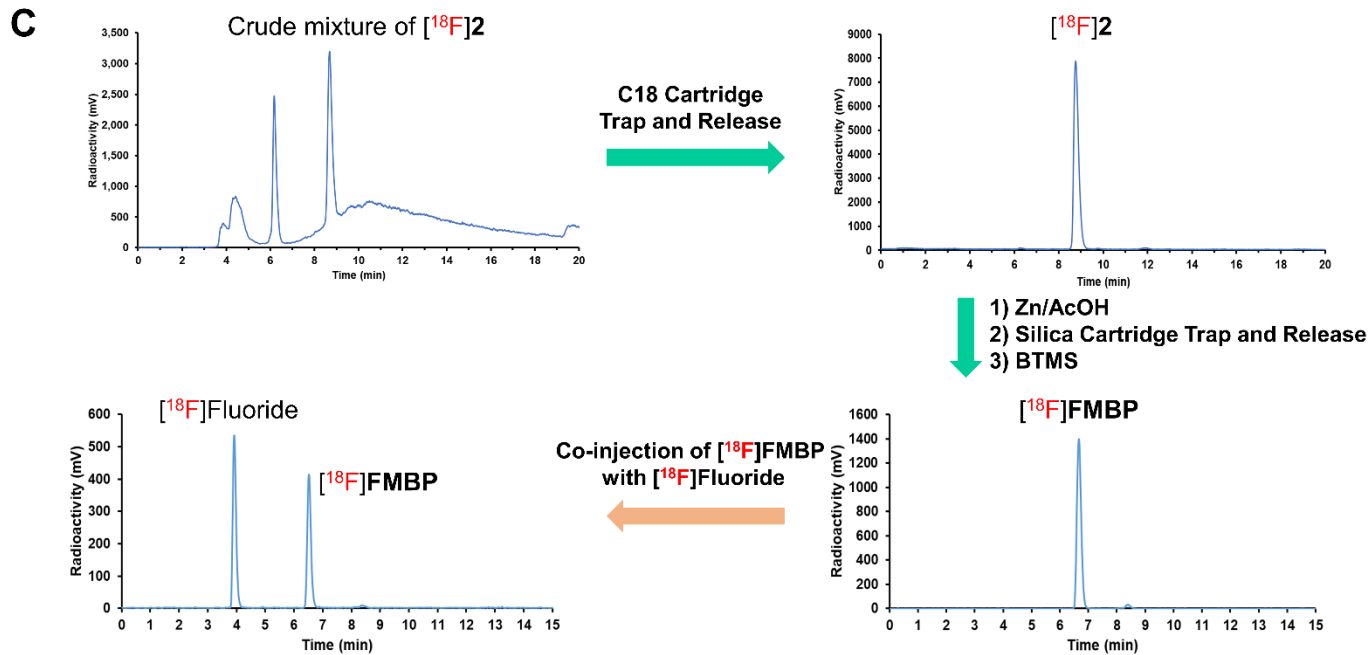 C
Crude mixture of [18F]2
Radioactivity (mV)
3,500
3,000
2,500
2,000
1,500
1,000
500
0
0 2 4 6 8 10 12 14 16 18 20
Time (min)
C18 Cartridge
Trap and Release
[18F]2
Radioactivity (mV)
9000
8000
7000
6000
5000
4000
3000
2000
1000
0
0 2 4 6 8 10 12 14 16 18 20
Time (min)
1) Zn/AcOH
2) Silica Cartridge Trap and Release
3) BTMS
[18F]Fluoride
[18F]FMBP
Radioactivity (mV)
600
500
400
300
200
100
0
0 1 2 3 4 5 6 7 8 9 10 11 12 13 14 15
Time (min)
Co-injection of [18F]FMBP
with [18F]Fluoride
[18F]FMBP
Radioactivity (mV)
1600
1400
1200
1000
800
600
400
200
0
0 1 2 3 4 5 6 7 8 9 10 11 12 13 14 15
Time (min)